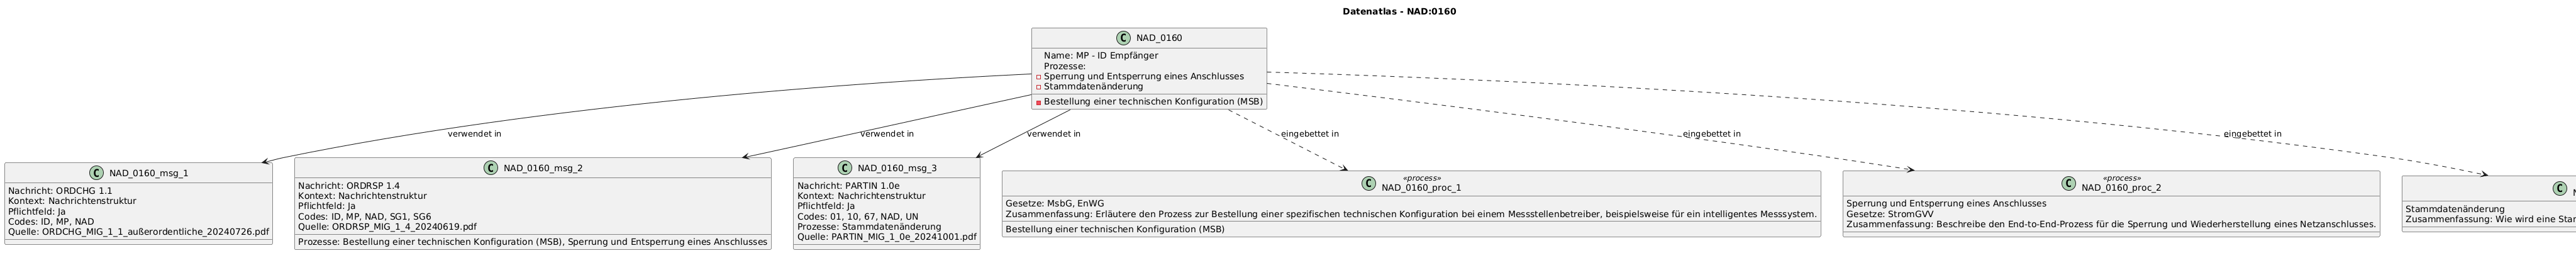 Datenatlas - NAD:0160
C NAD_0160
Name: MP - ID Empfänger
Prozesse:
Sperrung und Entsperrung eines Anschlusses
Stammdatenänderung
Bestellung einer technischen Konfiguration (MSB)
verwendet in
verwendet in
verwendet in
eingebettet in
eingebettet in
eingebettet in
C NAD_0160_msg_1
Nachricht: ORDCHG 1.1
Kontext: Nachrichtenstruktur
Pflichtfeld: Ja
Codes: ID, MP, NAD
Quelle: ORDCHG_MIG_1_1_außerordentliche_20240726.pdf
C NAD_0160_msg_2
Nachricht: ORDRSP 1.4
Kontext: Nachrichtenstruktur
Pflichtfeld: Ja
Codes: ID, MP, NAD, SG1, SG6
Quelle: ORDRSP_MIG_1_4_20240619.pdf
Prozesse: Bestellung einer technischen Konfiguration (MSB), Sperrung und Entsperrung eines Anschlusses
C NAD_0160_msg_3
Nachricht: PARTIN 1.0e
Kontext: Nachrichtenstruktur
Pflichtfeld: Ja
Codes: 01, 10, 67, NAD, UN
Prozesse: Stammdatenänderung
Quelle: PARTIN_MIG_1_0e_20241001.pdf
«process»
C NAD_0160_proc_1
Gesetze: MsbG, EnWG
Zusammenfassung: Erläutere den Prozess zur Bestellung einer spezifischen technischen Konfiguration bei einem Messstellenbetreiber, beispielsweise für ein intelligentes Messsystem.
Bestellung einer technischen Konfiguration (MSB)
«process»
C NAD_0160_proc_2
Sperrung und Entsperrung eines Anschlusses
Gesetze: StromGVV
Zusammenfassung: Beschreibe den End-to-End-Prozess für die Sperrung und Wiederherstellung eines Netzanschlusses.
C
Stammdatenänderung
Zusammenfassung: Wie wird eine